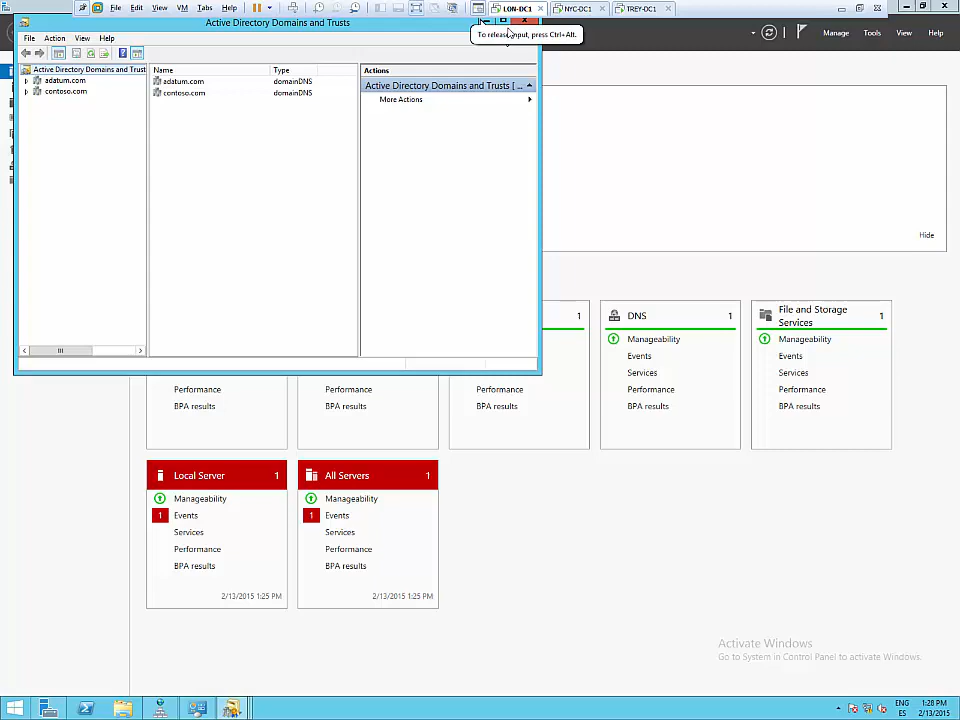 File Edit View VM Tabs Help
LON-DC1 NYC-DC1 TREY-DC1
Active Directory Domains and Trusts
To release input, press Ctrl+Alt.
Manage Tools View Help
File Action View Help
Active Directory Domains and Trust
adatum.com
contoso.com
Name Type
adatum.com domainDNS
contoso.com domainDNS
Actions
Active Directory Domains and Trusts [ ...
More Actions
Hide
1
DNS 1
Manageability
Events
Services
Performance
BPA results
File and Storage
Services 1
Manageability
Events
Services
Performance
BPA results
Performance
BPA results
Performance
BPA results
Performance
BPA results
Local Server 1
Manageability
1 Events
Services
Performance
BPA results
2/13/2015 1:25 PM
All Servers 1
Manageability
1 Events
Services
Performance
BPA results
2/13/2015 1:25 PM
Activate Windows
Go to System in Control Panel to activate Windows.
ENG
ES
1:28 PM
2/13/2015